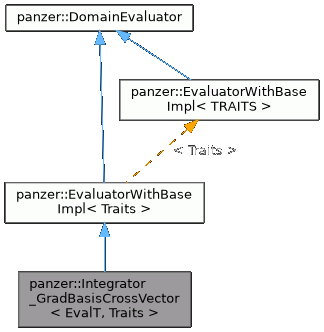 panzer::DomainEvaluator
panzer::EvaluatorWithBase
Impl< TRAITS >
< Traits >
panzer::EvaluatorWithBase
Impl< Traits >
panzer::Integrator
_GradBasisCrossVector
< EvalT, Traits >